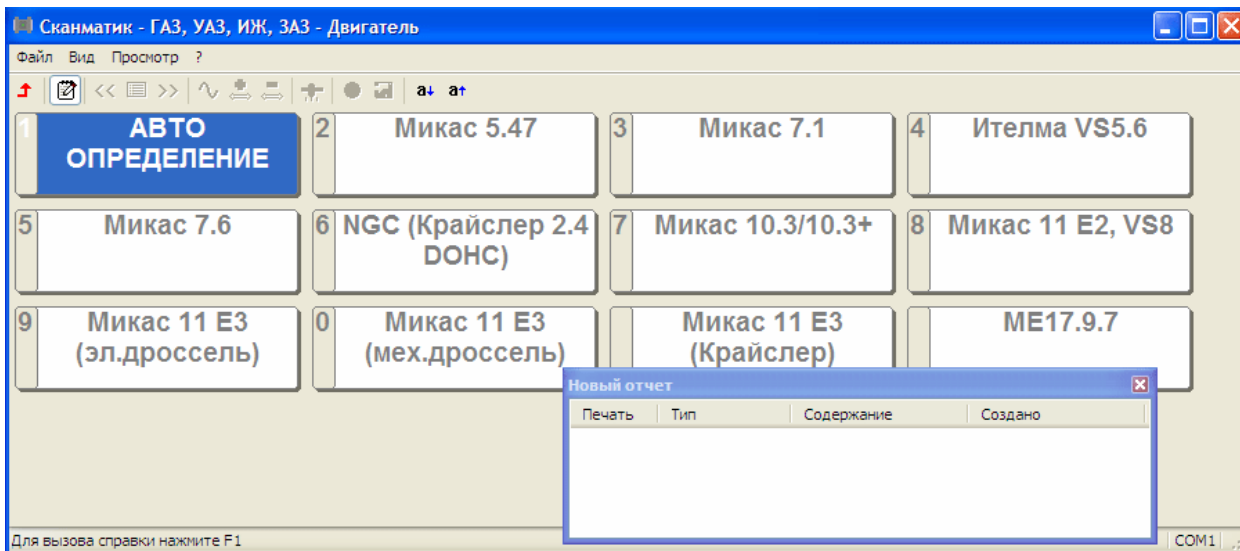 Сканматик - ГАЗ, УАЗ, ИЖ, ЗАЗ - Двигатель
Файл Вид Просмотр ?
<< >> a↓ a↑
1 АВТО
ОПРЕДЕЛЕНИЕ
2 Микас 5.47
3 Микас 7.1
4 Ителма VS5.6
5 Микас 7.6
6 NGC (Крайслер 2.4
DOHC)
7 Микас 10.3/10.3+
8 Микас 11 E2, VS8
9 Микас 11 E3
(эл.дроссель)
0 Микас 11 E3
(мех.дроссель)
Микас 11 E3
(Крайслер)
ME17.9.7
Новый отчет
Печать Тип Содержание Создано
Для вызова справки нажмите F1
COM1